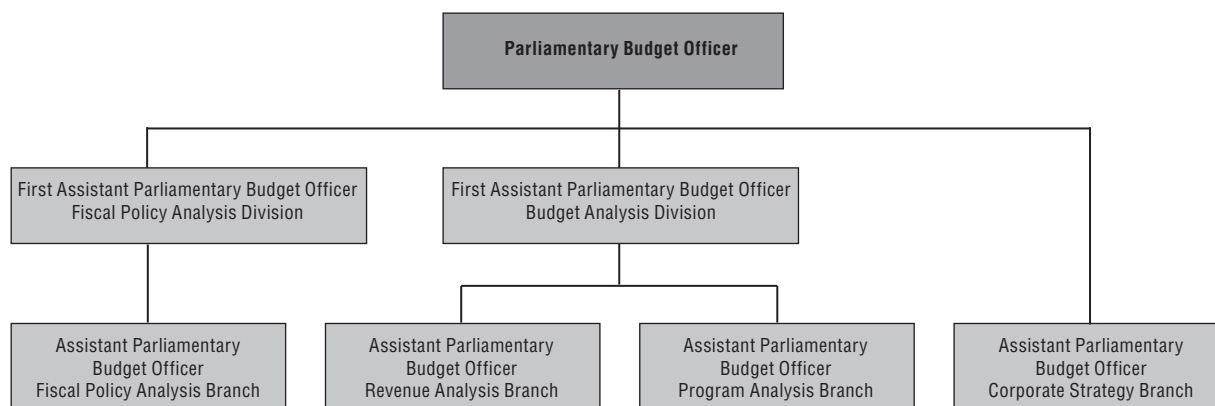 Parliamentary Budget Officer
First Assistant Parliamentary Budget Officer
Fiscal Policy Analysis Division
First Assistant Parliamentary Budget Officer
Budget Analysis Division
Assistant Parliamentary
Budget Officer
Fiscal Policy Analysis Branch
Assistant Parliamentary
Budget Officer
Revenue Analysis Branch
Assistant Parliamentary
Budget Officer
Program Analysis Branch
Assistant Parliamentary
Budget Officer
Corporate Strategy Branch